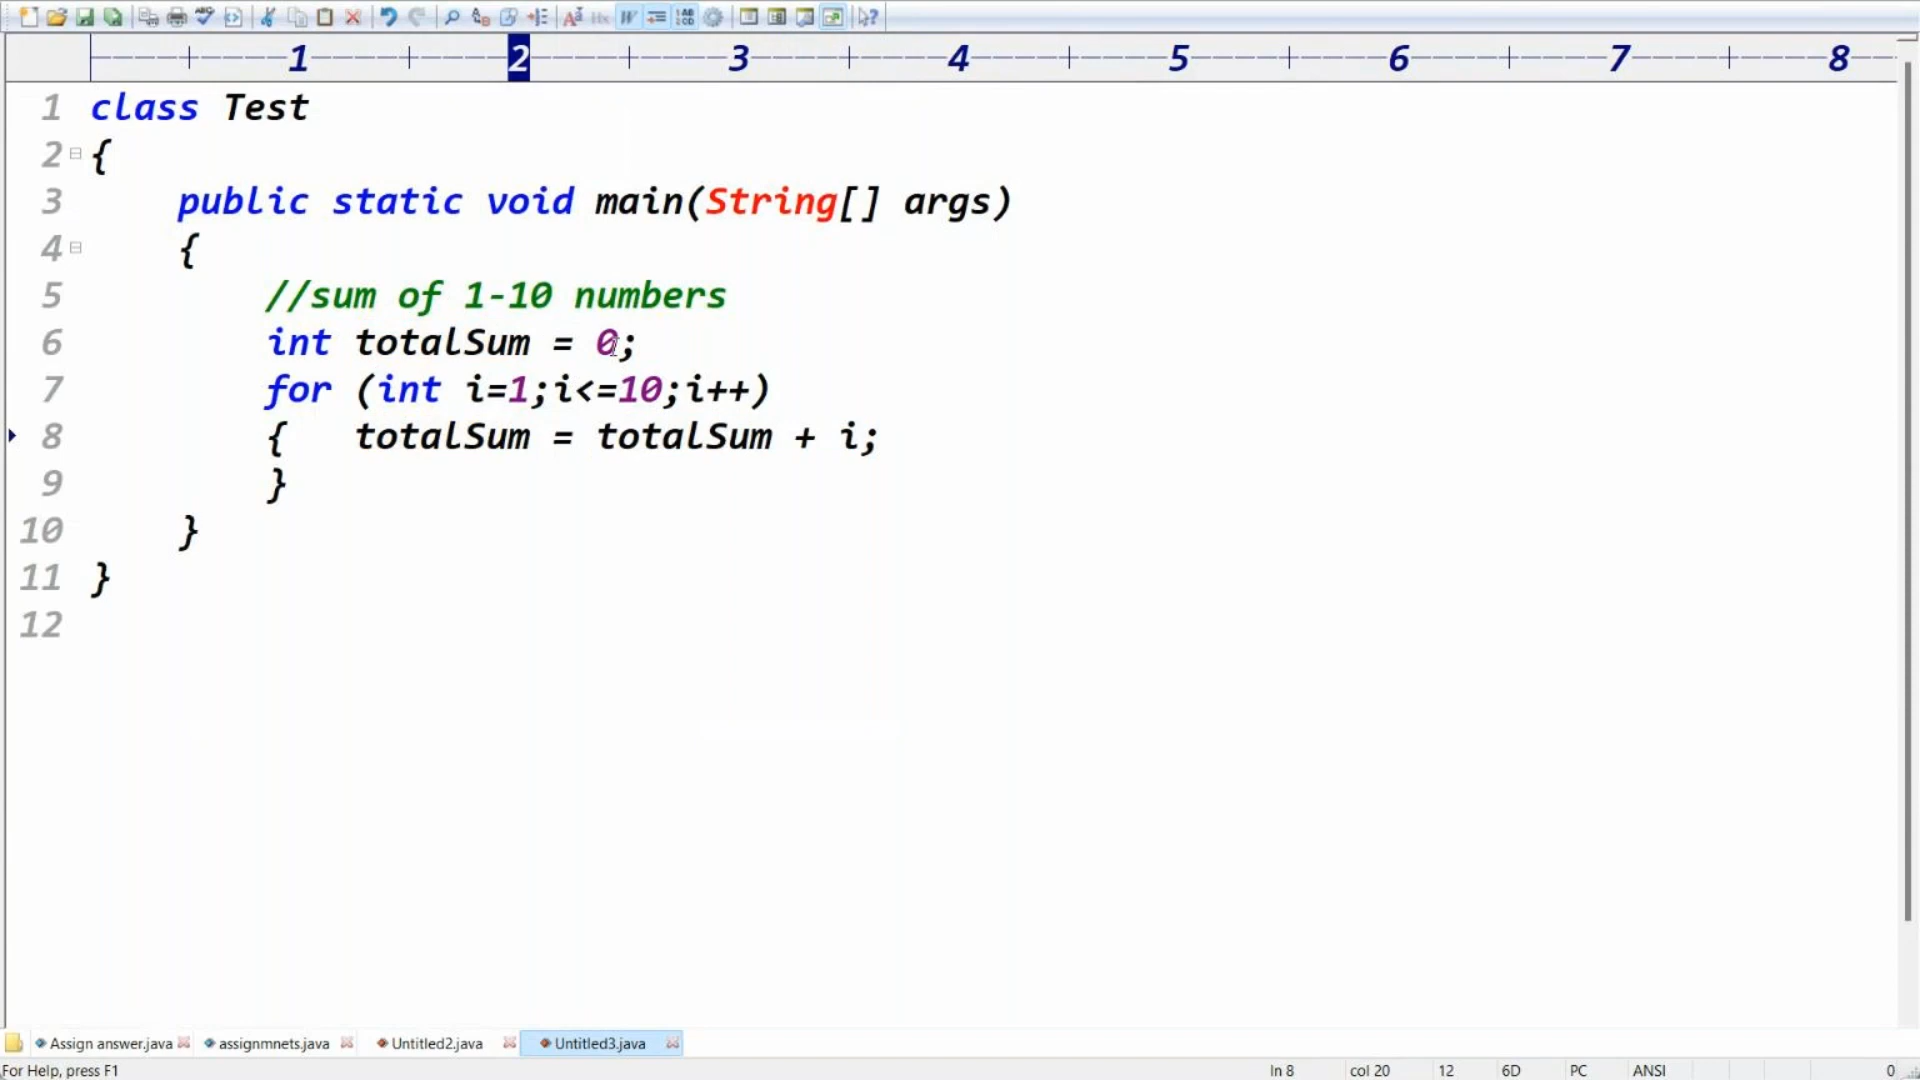 1 2 3 4 5 6 7 8
1 class Test
2 {
3 public static void main(String[] args)
4 {
5 //sum of 1-10 numbers
6 int totalSum = 0;
7 for (int i=1;i<=10;i++)
8 { totalSum = totalSum + i;
9 }
10 }
11 }
12
Assign answer.java assignmnets.java Untitled2.java Untitled3.java
For Help, press F1 ln 8 col 20 12 6D PC ANSI 0